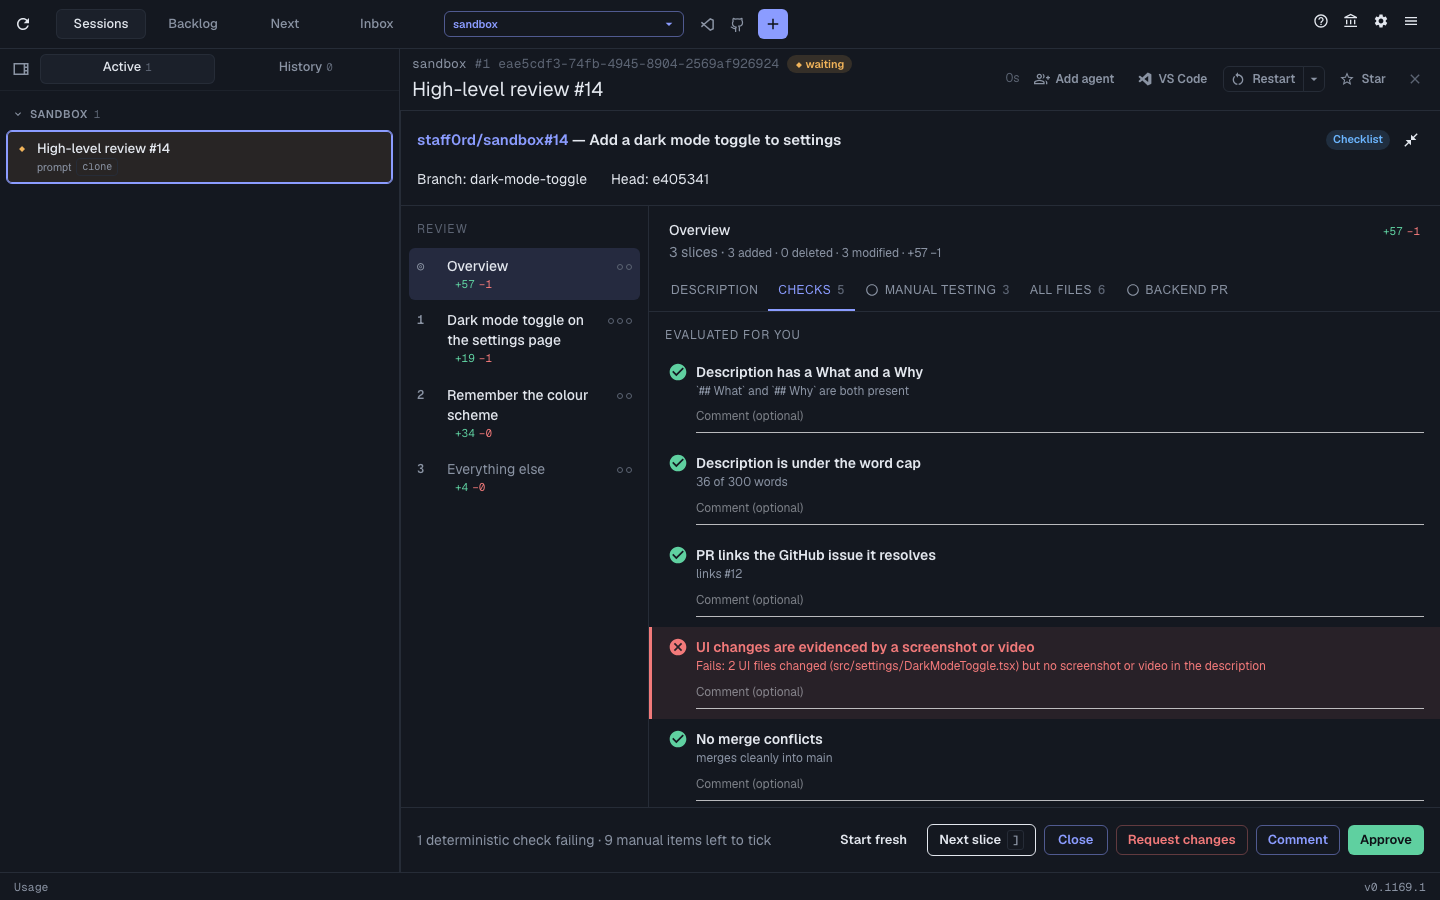 Sessions
Backlog
Next
Inbox
sandbox
Active 1
History 0
SANDBOX 1
High-level review #14
prompt clone
sandbox #1 eae5cdf3-74fb-4945-8904-2569af926924 waiting
High-level review #14
0s
Add agent
VS Code
Restart
Star
staff0rd/sandbox#14 — Add a dark mode toggle to settings
Checklist
Branch: dark-mode-toggle Head: e405341
REVIEW
Overview
+57 −1
1 Dark mode toggle on
the settings page
+19 −1
2 Remember the colour
scheme
+34 −0
3 Everything else
+4 −0
Overview
+57 −1
3 slices · 3 added · 0 deleted · 3 modified · +57 −1
DESCRIPTION
CHECKS 5
MANUAL TESTING 3
ALL FILES 6
BACKEND PR
EVALUATED FOR YOU
Description has a What and a Why
`## What` and `## Why` are both present
Comment (optional)
Description is under the word cap
36 of 300 words
Comment (optional)
PR links the GitHub issue it resolves
links #12
Comment (optional)
UI changes are evidenced by a screenshot or video
Fails: 2 UI files changed (src/settings/DarkModeToggle.tsx) but no screenshot or video in the description
Comment (optional)
No merge conflicts
merges cleanly into main
Comment (optional)
1 deterministic check failing · 9 manual items left to tick
Start fresh
Next slice ]
Close
Request changes
Comment
Approve
Usage
v0.1169.1